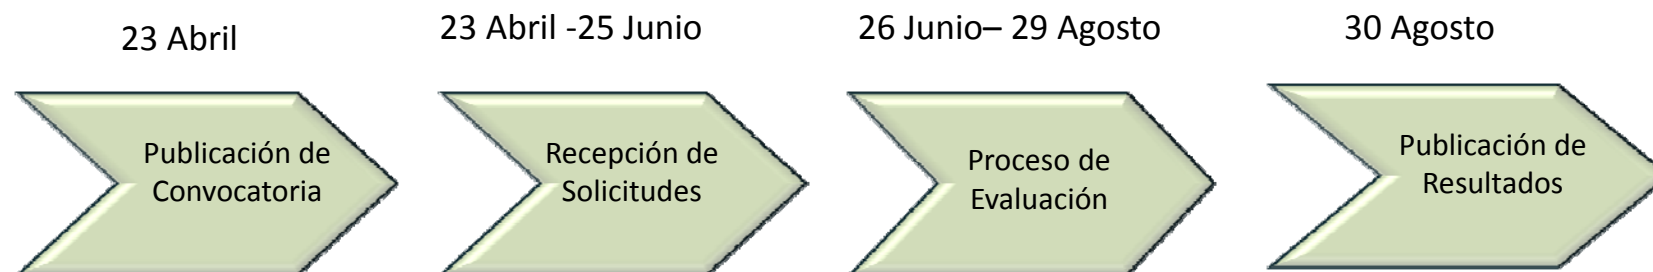 23 Abril
23 Abril -25 Junio
26 Junio– 29 Agosto
30 Agosto
Publicación de
Convocatoria
Recepción de
Solicitudes
Proceso de
Evaluación
Publicación de
Resultados